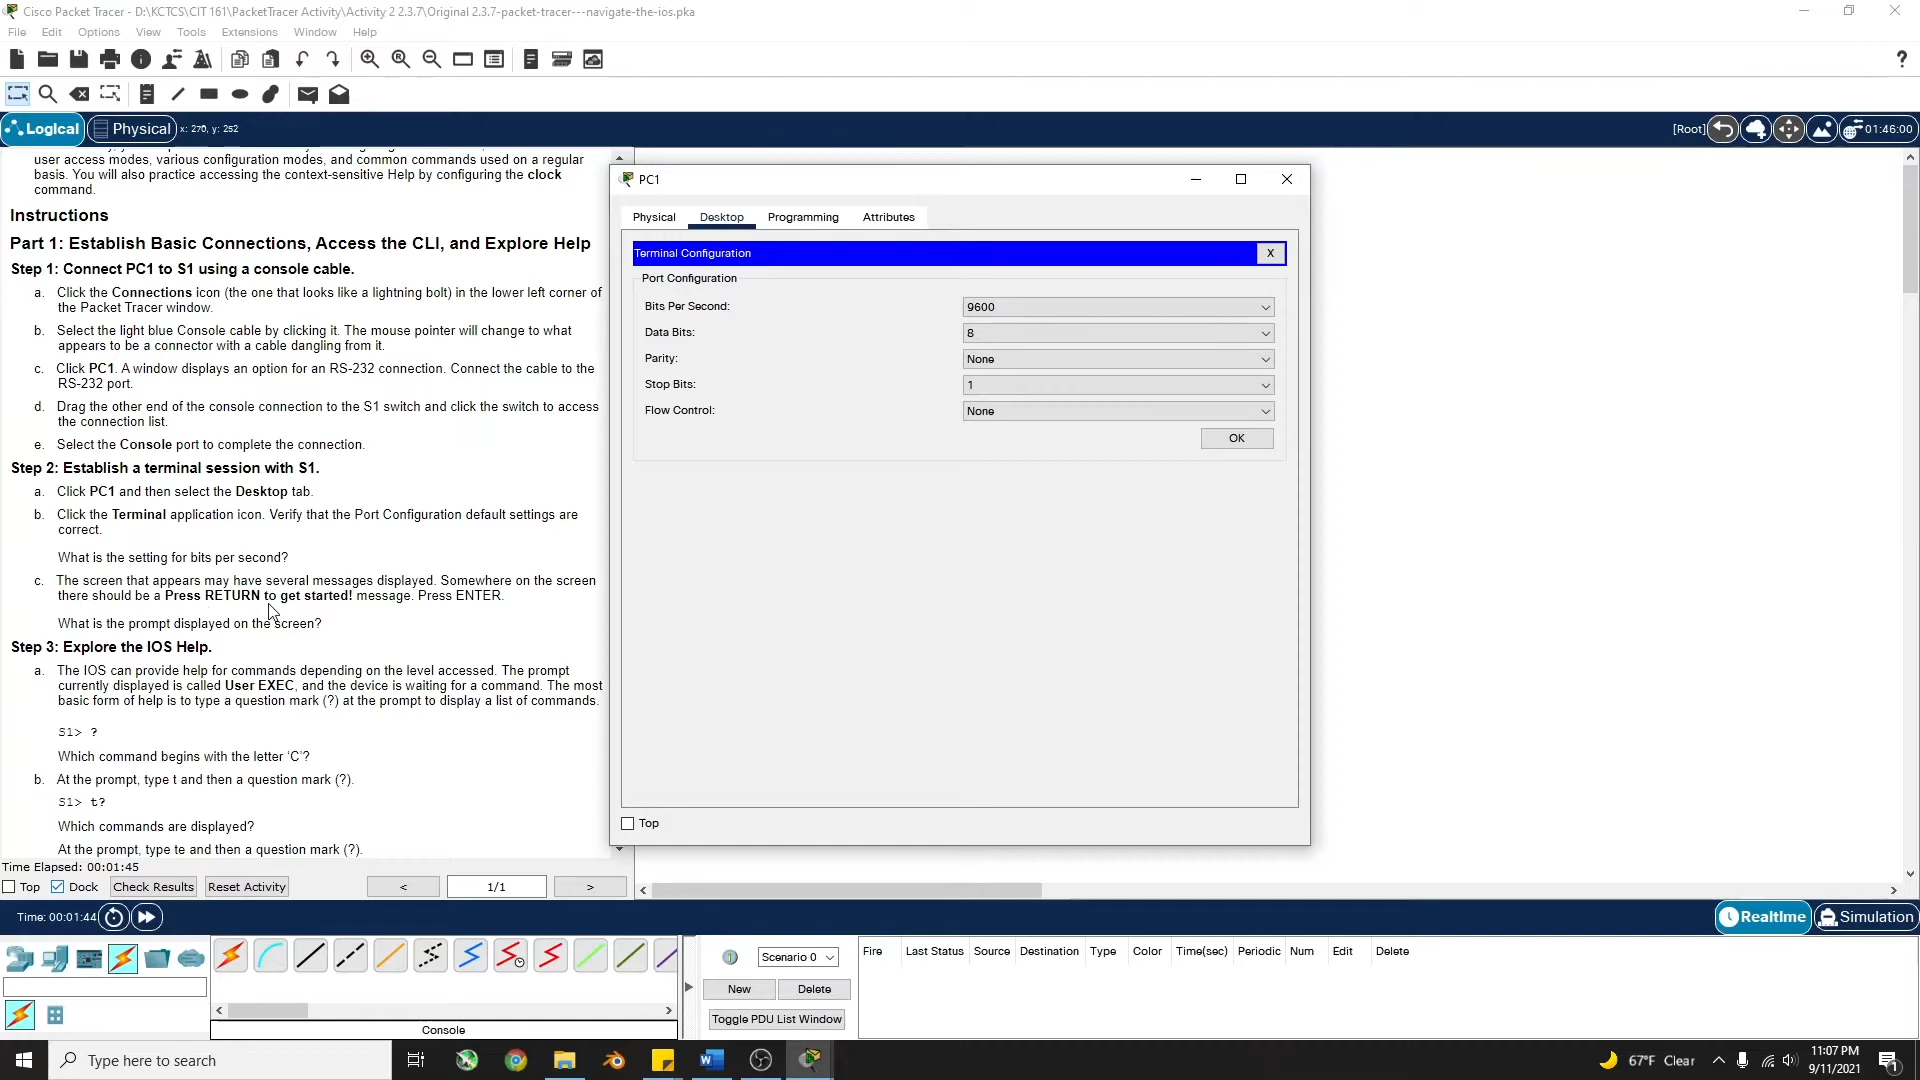 Cisco Packet Tracer - D:\KCTCS\CIT 161\PacketTracer Activity\Activity 2 2.3.7\Original 2.3.7-packet-tracer---navigate-the-ios.pka
File Edit Options View Tools Extensions Window Help
?
Logical Physical x: 270, y: 252 [Root] 01:46:00
user access modes, various configuration modes, and common commands used on a regular
basis. You will also practice accessing the context-sensitive Help by configuring the clock
command.
Instructions
Part 1: Establish Basic Connections, Access the CLI, and Explore Help
Step 1: Connect PC1 to S1 using a console cable.
a. Click the Connections icon (the one that looks like a lightning bolt) in the lower left corner of
the Packet Tracer window.
b. Select the light blue Console cable by clicking it. The mouse pointer will change to what
appears to be a connector with a cable dangling from it.
c. Click PC1. A window displays an option for an RS-232 connection. Connect the cable to the
RS-232 port.
d. Drag the other end of the console connection to the S1 switch and click the switch to access
the connection list.
e. Select the Console port to complete the connection.
Step 2: Establish a terminal session with S1.
a. Click PC1 and then select the Desktop tab.
b. Click the Terminal application icon. Verify that the Port Configuration default settings are
correct.
What is the setting for bits per second?
c. The screen that appears may have several messages displayed. Somewhere on the screen
there should be a Press RETURN to get started! message. Press ENTER.
What is the prompt displayed on the screen?
Step 3: Explore the IOS Help.
a. The IOS can provide help for commands depending on the level accessed. The prompt
currently displayed is called User EXEC, and the device is waiting for a command. The most
basic form of help is to type a question mark (?) at the prompt to display a list of commands.
S1> ?
Which command begins with the letter ‘C’?
b. At the prompt, type t and then a question mark (?).
S1> t?
Which commands are displayed?
At the prompt, type te and then a question mark (?).
Time Elapsed: 00:01:45
Top Dock Check Results Reset Activity < 1/1 >
PC1
Physical Desktop Programming Attributes
Terminal Configuration X
Port Configuration
Bits Per Second: 9600
Data Bits: 8
Parity: None
Stop Bits: 1
Flow Control: None
OK
Top
Time: 00:01:44 Realtime Simulation
Scenario 0
New Delete
Toggle PDU List Window
Fire Last Status Source Destination Type Color Time(sec) Periodic Num Edit Delete
Console
Type here to search
67°F Clear
11:07 PM
9/11/2021
1